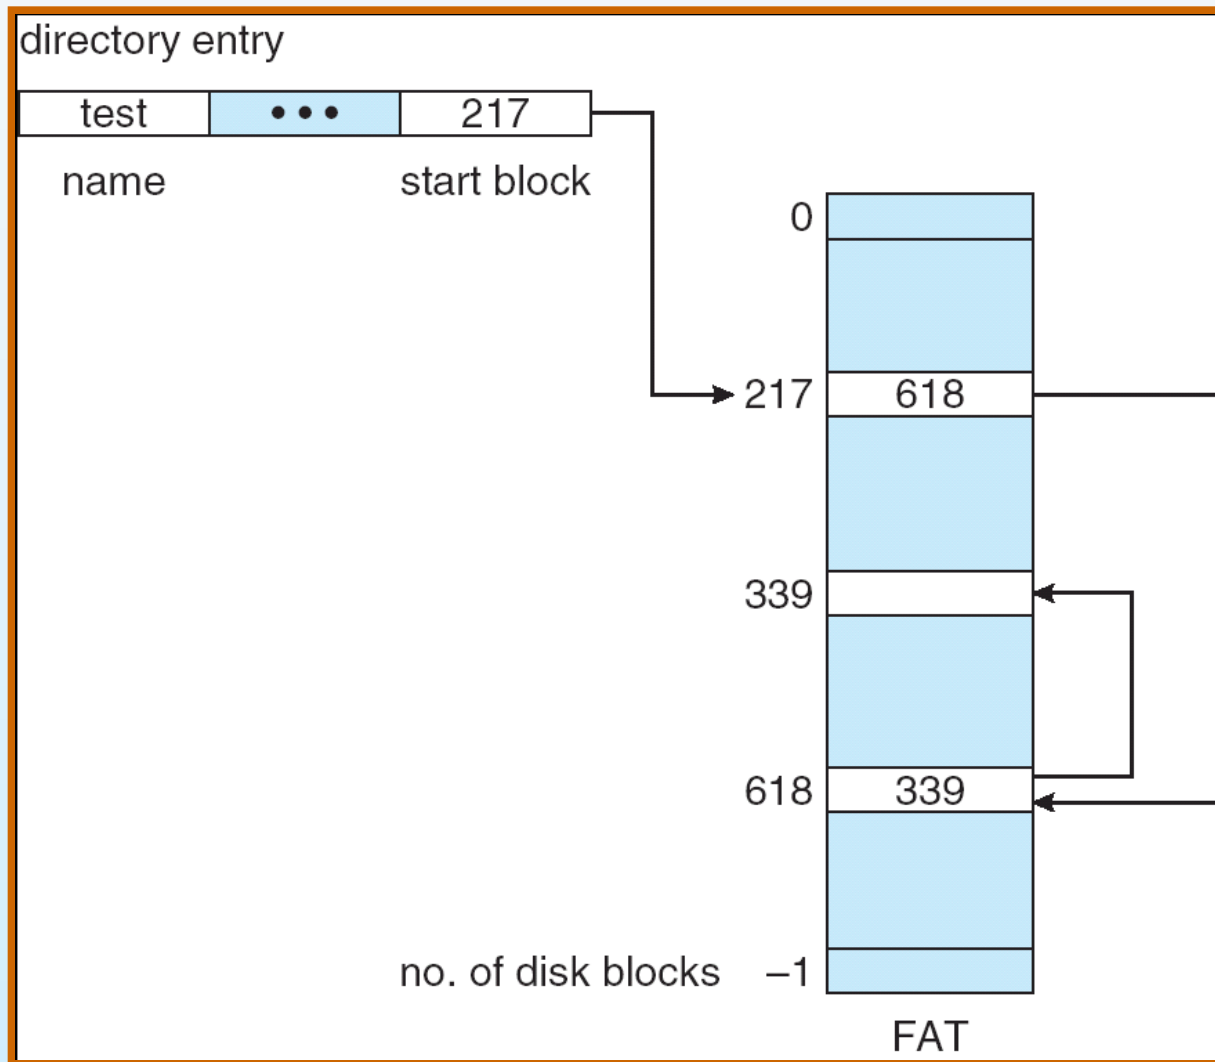 directory entry
test ••• 217
name start block
0
217 618
339
618 339
no. of disk blocks –1
FAT